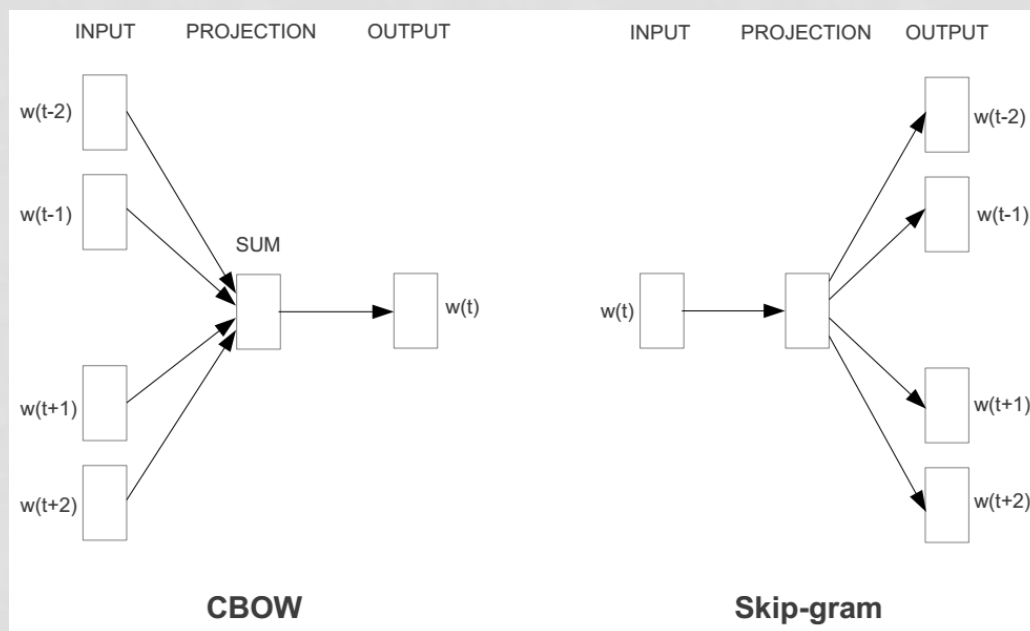 INPUT PROJECTION OUTPUT
w(t-2)
w(t-1)
SUM
w(t)
w(t+1)
w(t+2)
CBOW
INPUT PROJECTION OUTPUT
w(t-2)
w(t-1)
w(t)
w(t+1)
w(t+2)
Skip-gram